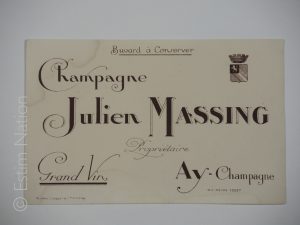 Buvard à Conserver
Champagne
Julien MASSING
Propriétaire
Grand Vin
Ay-Champagne
© Estim Nation